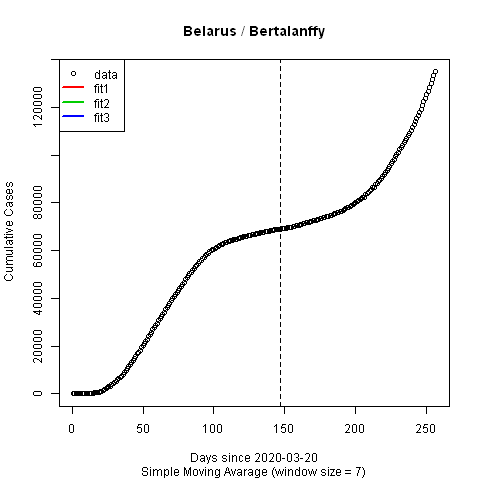 Belarus / Bertalanffy
data
fit1
fit2
fit3
Cumulative Cases
0
20000
40000
60000
80000
120000
0 50 100 150 200 250
Days since 2020-03-20
Simple Moving Avarage (window size = 7)